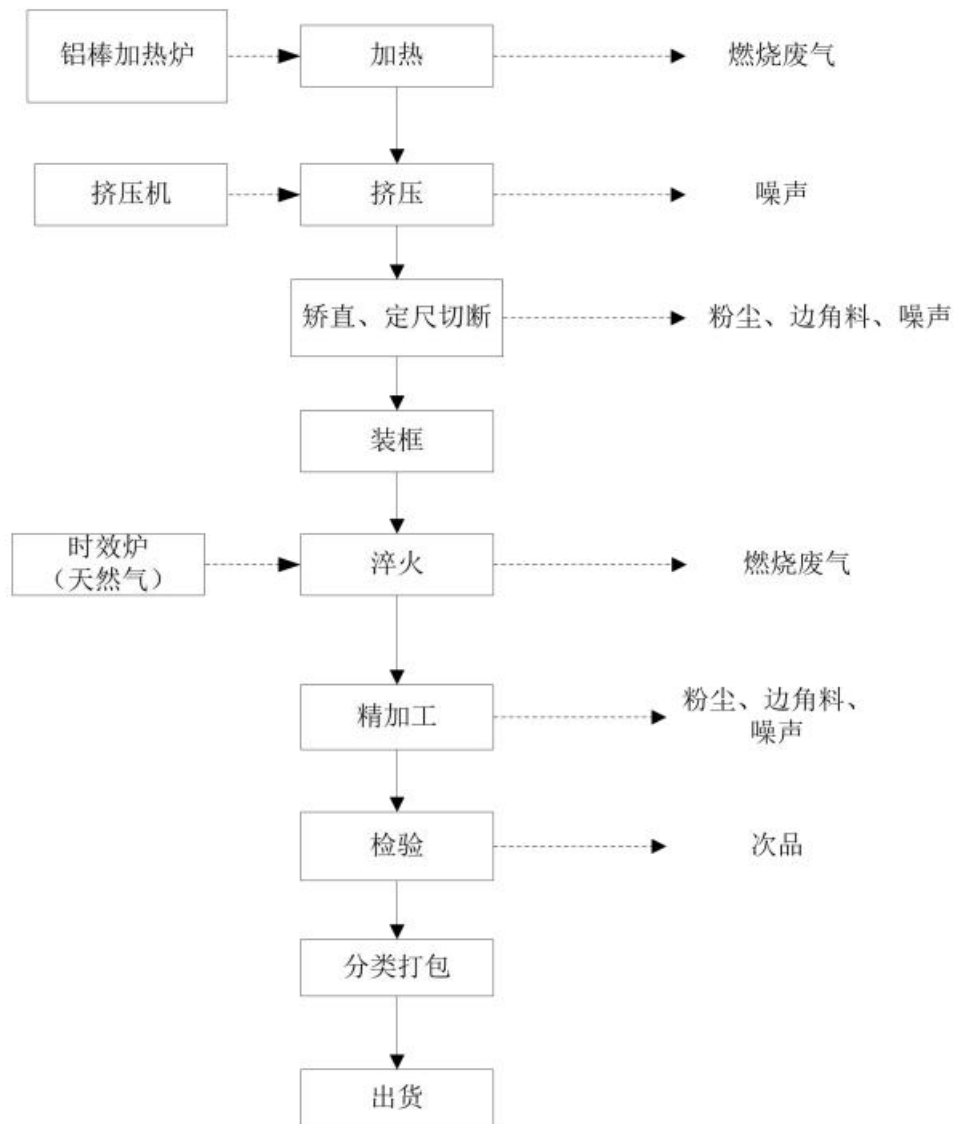 铝棒加热炉
加热
燃烧废气
挤压机
挤压
噪声
矫直、定尺切断
粉尘、边角料、噪声
装框
时效炉
（天然气）
淬火
燃烧废气
精加工
粉尘、边角料、
噪声
检验
次品
分类打包
出货